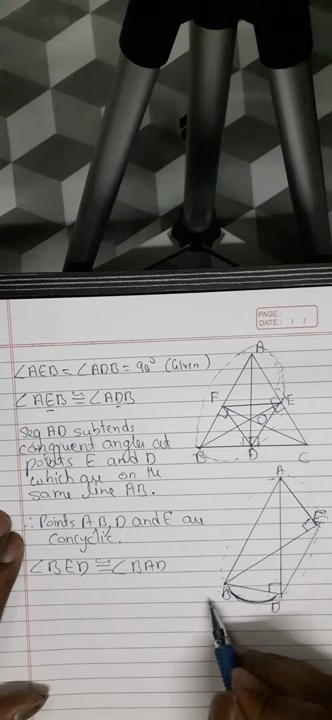 PAGE:
DATE: / /
∠AEB = ∠ADB = 90° (Given)
∠AEB ≅ ∠ADB
Seg AD subtends
congruent angles at
points E and D
which are on the
same line AB.
∴ Points A B, D and E are
Concyclic.
∠BED ≅ ∠BAD
A
F
E
O
B
D
C
A
E
B
D